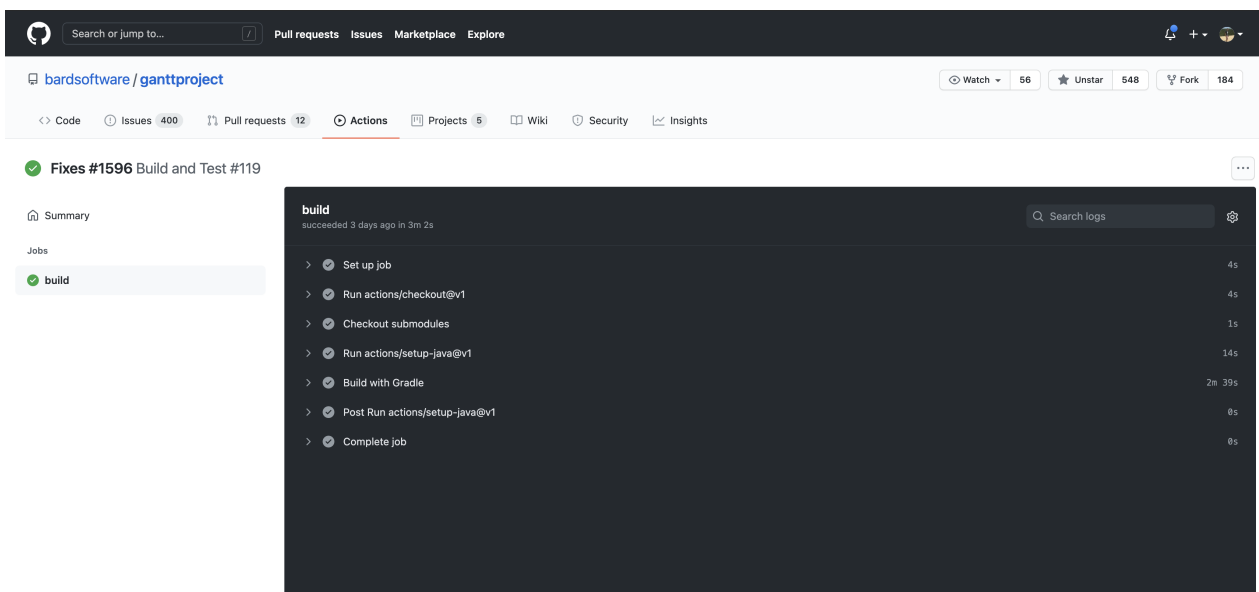 Search or jump to... / Pull requests Issues Marketplace Explore
bardsoftware / ganttproject Watch 56 Unstar 548 Fork 184
<> Code Issues 400 Pull requests 12 Actions Projects 5 Wiki Security Insights
Fixes #1596 Build and Test #119
Summary
Jobs
build
build
succeeded 3 days ago in 3m 2s
Search logs
Set up job 4s
Run actions/checkout@v1 4s
Checkout submodules 1s
Run actions/setup-java@v1 14s
Build with Gradle 2m 39s
Post Run actions/setup-java@v1 0s
Complete job 0s